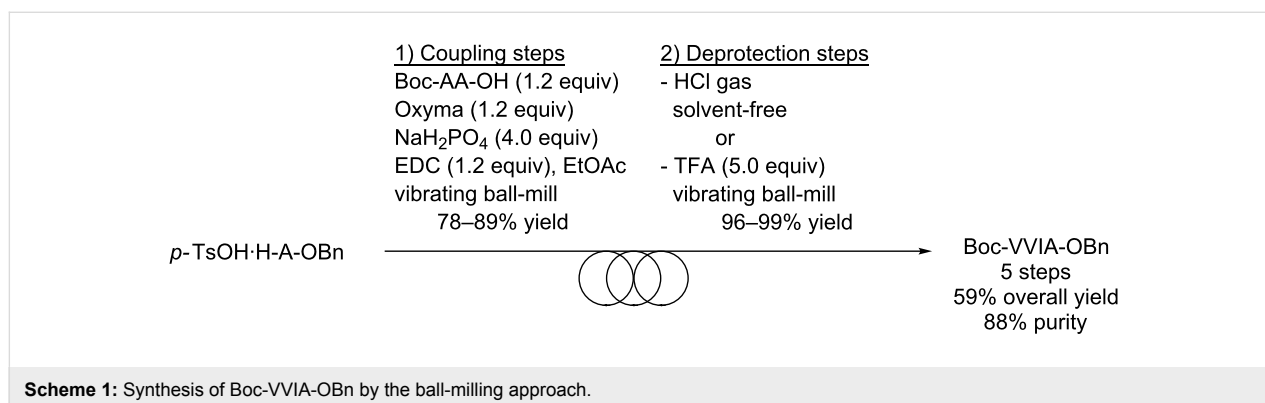 1) Coupling steps
Boc-AA-OH (1.2 equiv)
Oxyma (1.2 equiv)
NaH₂PO₄ (4.0 equiv)
EDC (1.2 equiv), EtOAc
vibrating ball-mill
78–89% yield
2) Deprotection steps
- HCl gas
solvent-free
or
- TFA (5.0 equiv)
vibrating ball-mill
96–99% yield
p-TsOH·H-A-OBn
Boc-VVIA-OBn
5 steps
59% overall yield
88% purity
Scheme 1: Synthesis of Boc-VVIA-OBn by the ball-milling approach.